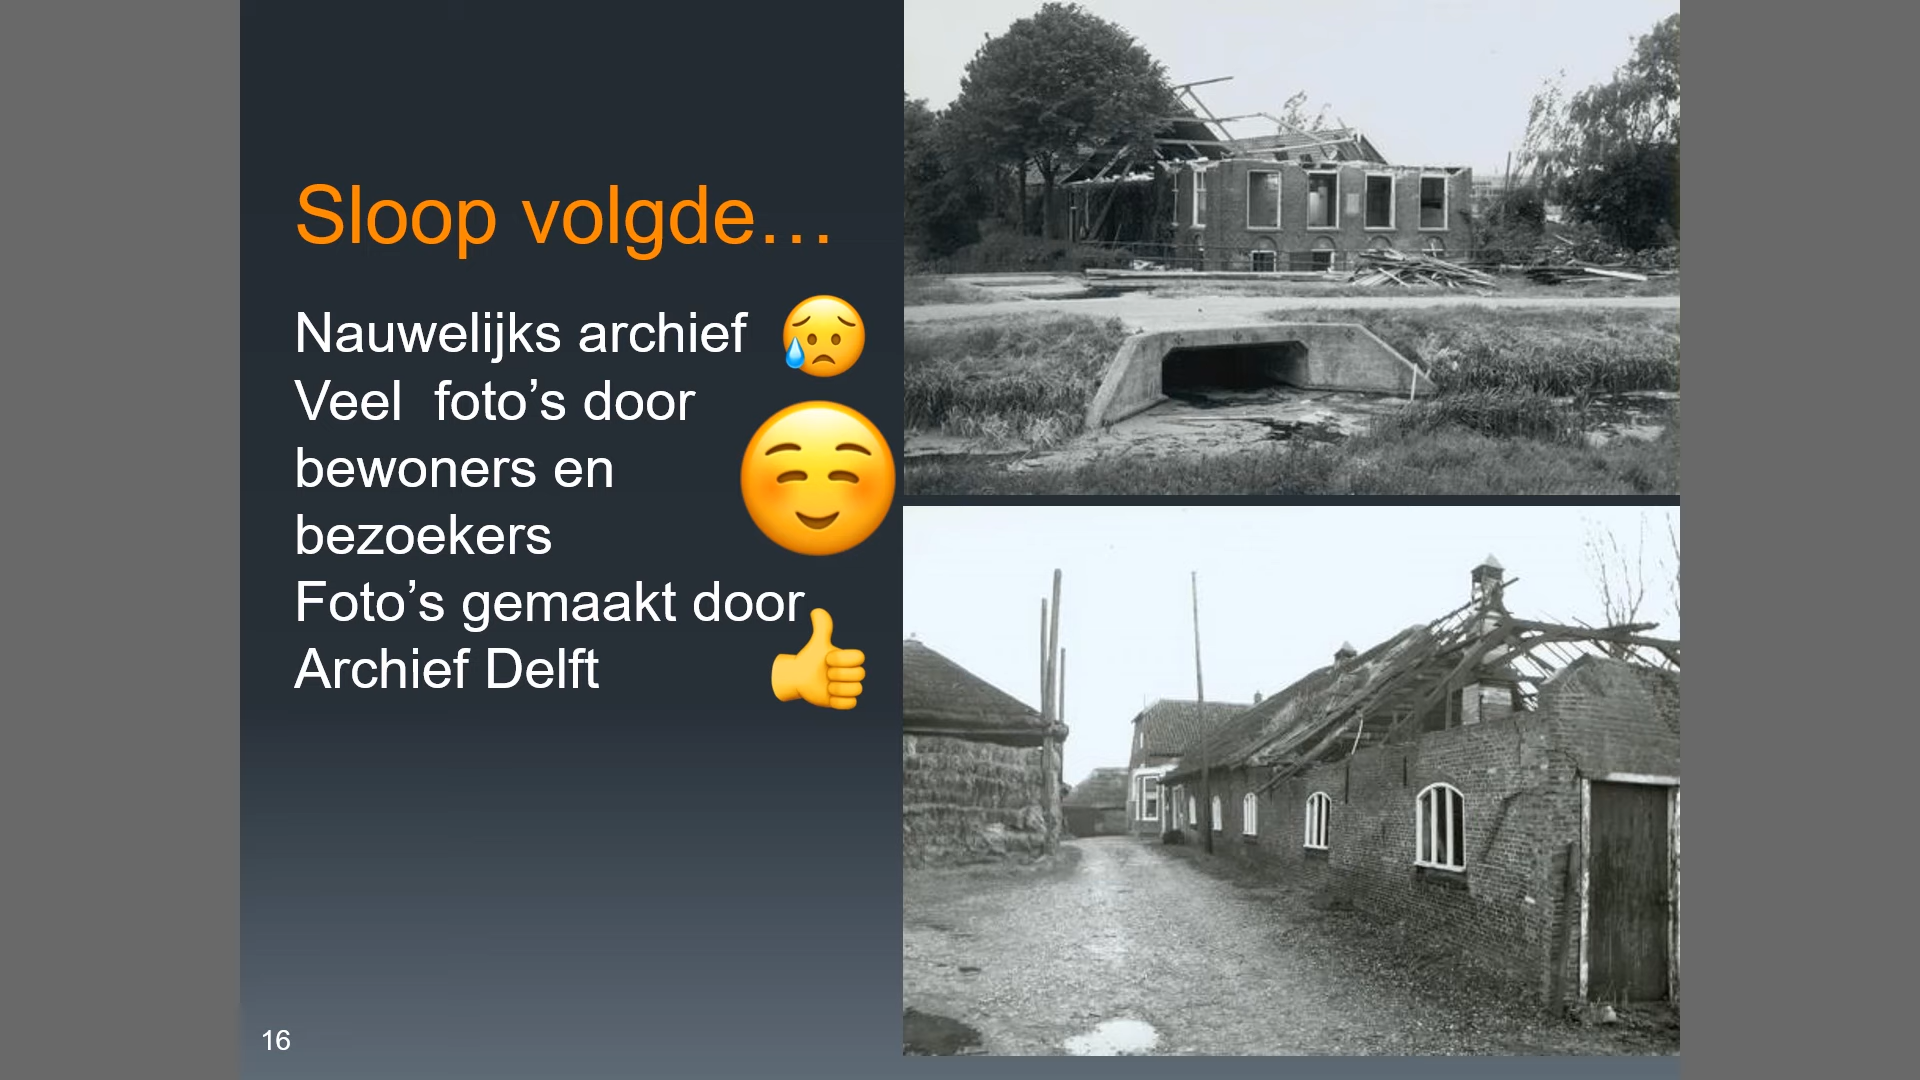 Sloop volgde…
Nauwelijks archief
Veel  foto’s door
bewoners en
bezoekers
Foto’s gemaakt door
Archief Delft
16